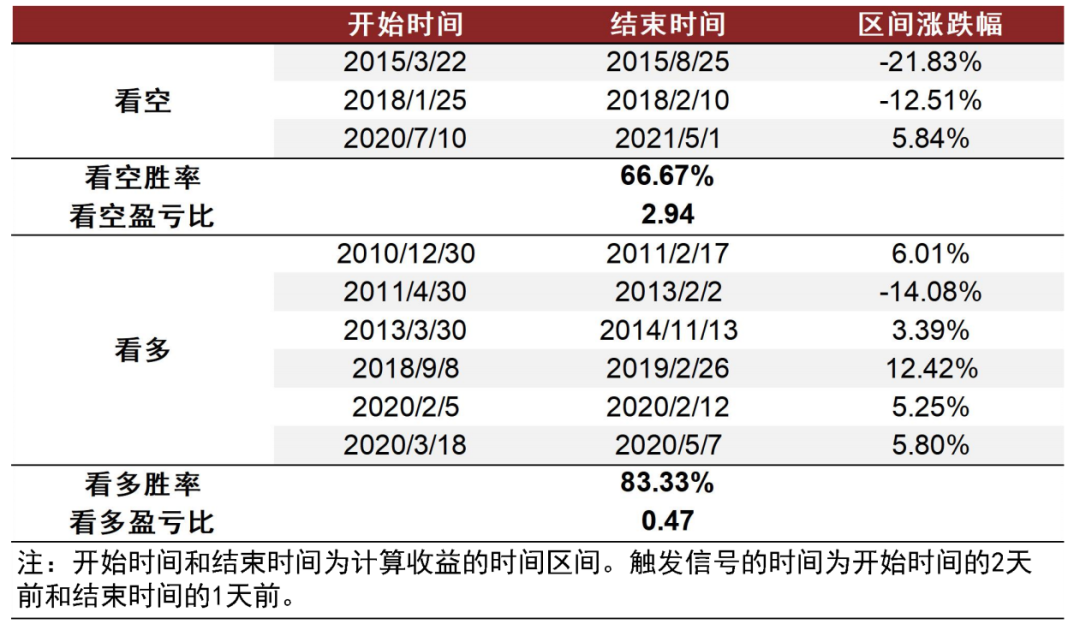 开始时间 结束时间 区间涨跌幅
2015/3/22 2015/8/25 -21.83%
看空 2018/1/25 2018/2/10 -12.51%
2020/7/10 2021/5/1 5.84%
看空胜率 66.67%
看空盈亏比 2.94
2010/12/30 2011/2/17 6.01%
2011/4/30 2013/2/2 -14.08%
2013/3/30 2014/11/13 3.39%
看多
2018/9/8 2019/2/26 12.42%
2020/2/5 2020/2/12 5.25%
2020/3/18 2020/5/7 5.80%
看多胜率 83.33%
看多盈亏比 0.47
注：开始时间和结束时间为计算收益的时间区间。触发信号的时间为开始时间的2天
前和结束时间的1天前。